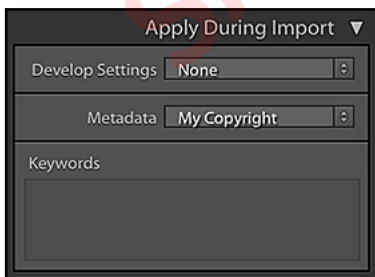 Apply During Import
Develop Settings None
Metadata My Copyright
Keywords